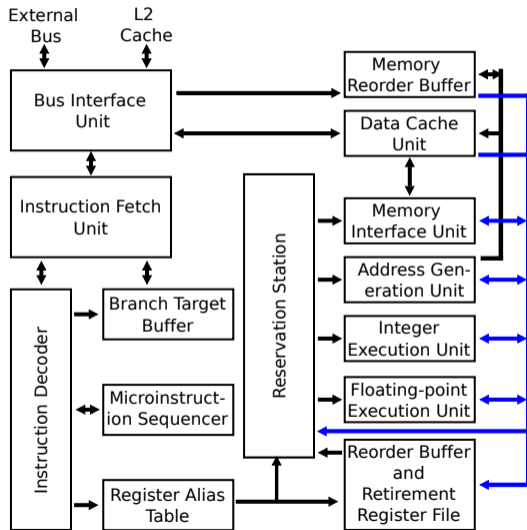 External
Bus
L2
Cache
Bus Interface
Unit
Memory
Reorder Buffer
Data Cache
Unit
Instruction Fetch
Unit
Memory
Interface Unit
Address Gen-
eration Unit
Reservation Station
Instruction Decoder
Branch Target
Buffer
Integer
Execution Unit
Microinstruct-
ion Sequencer
Floating-point
Execution Unit
Register Alias
Table
Reorder Buffer
and
Retirement
Register File